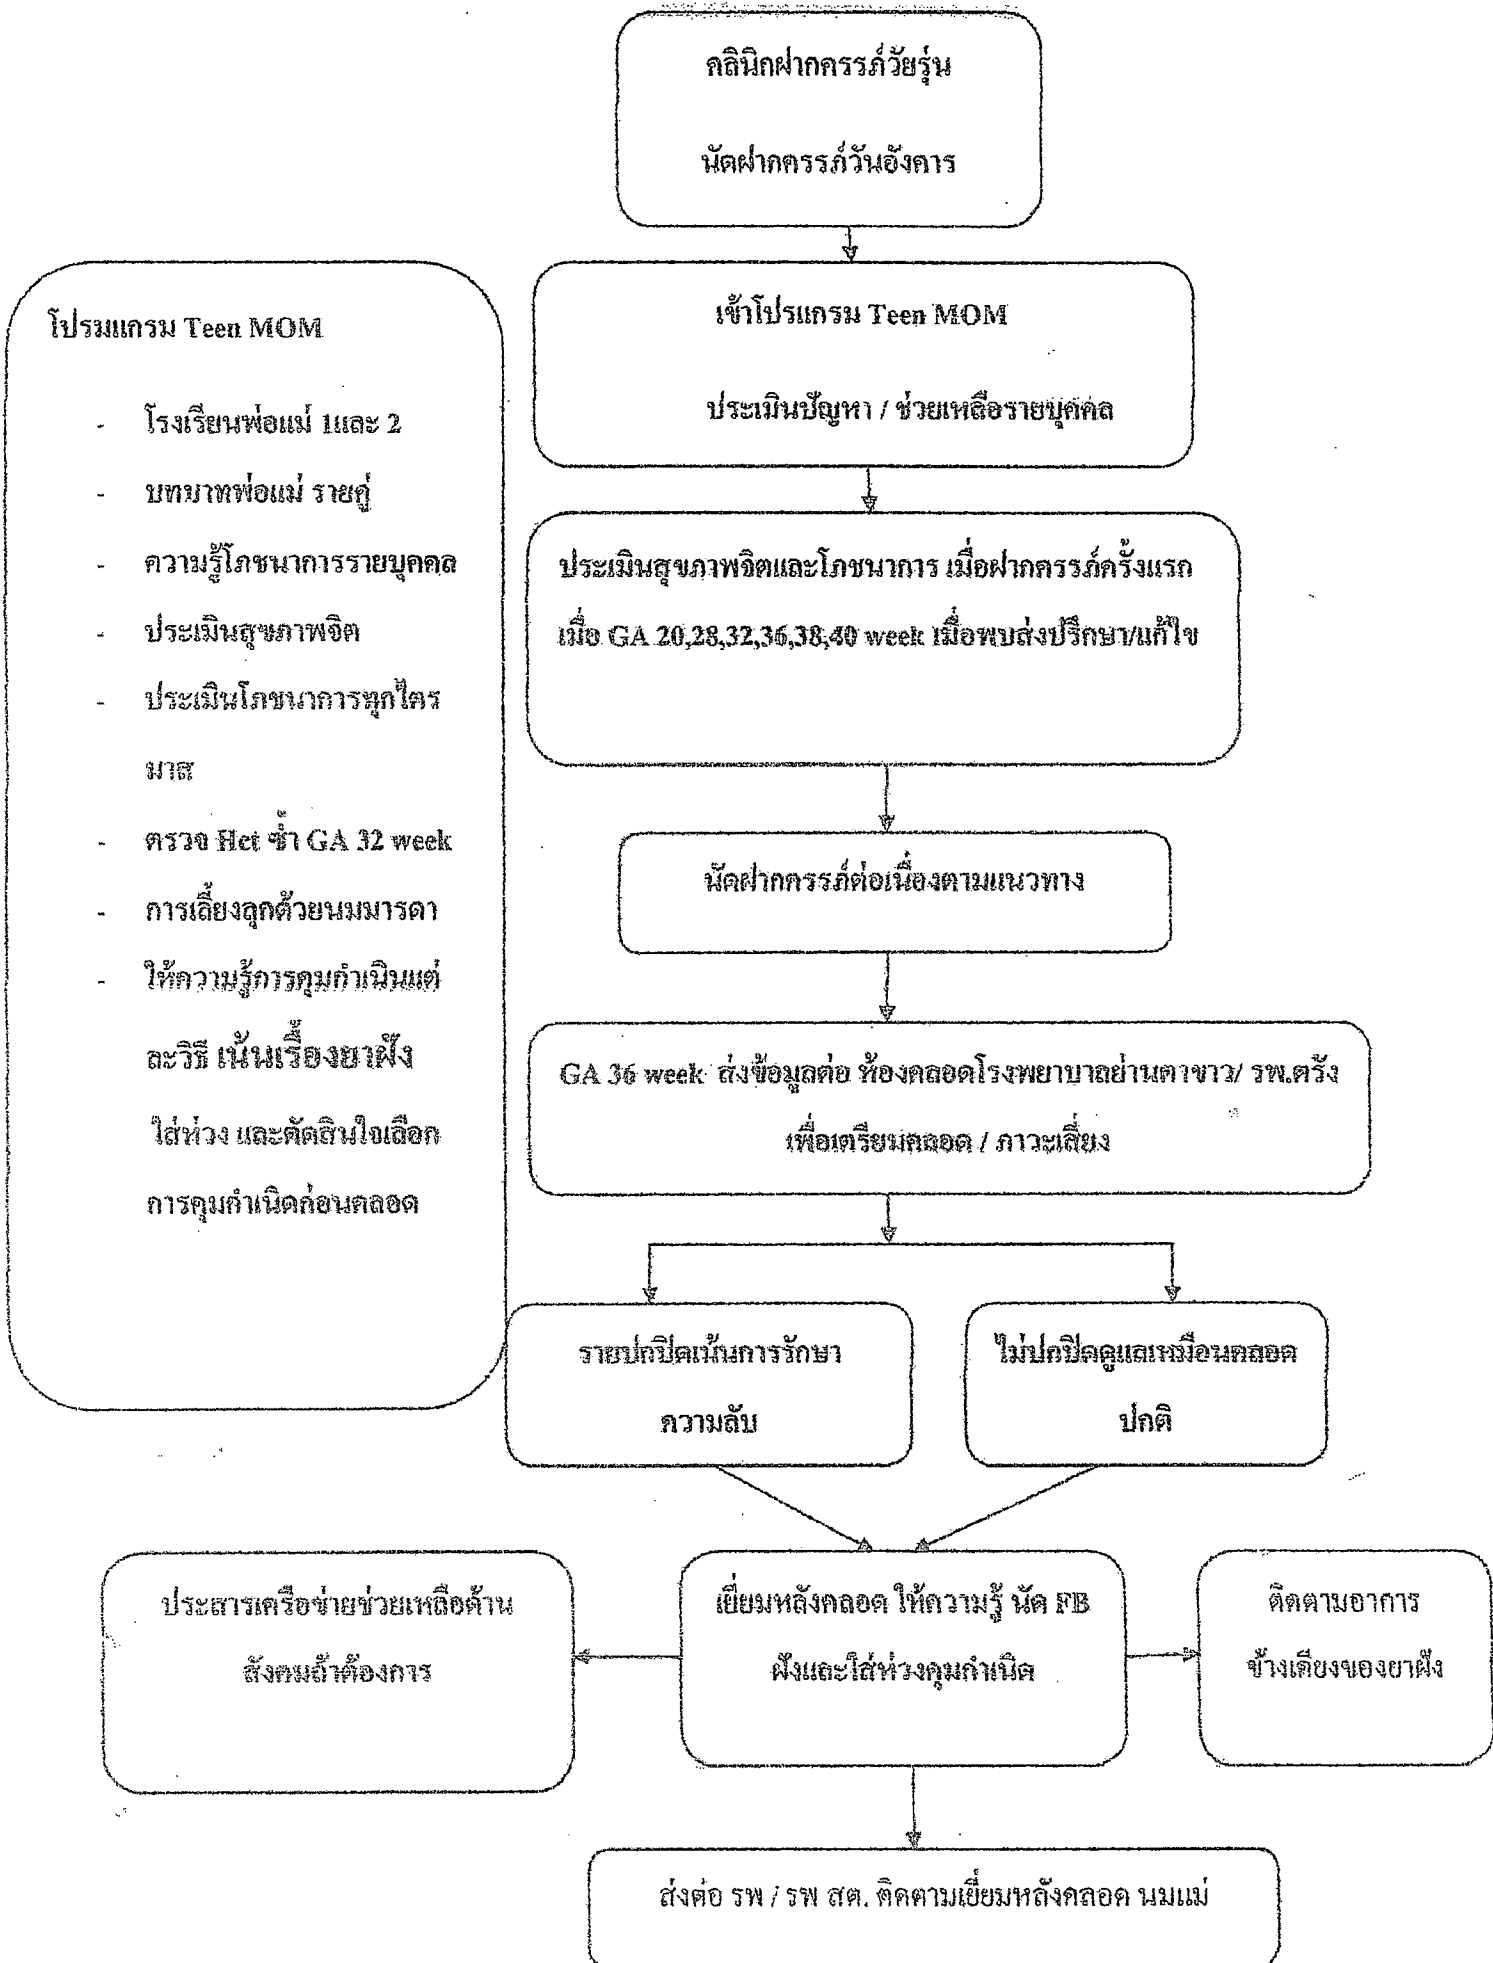 คลินิกฝากครรภ์วัยรุ่น
นัดฝากครรภ์วันอังคาร
เข้าโปรแกรม Teen MOM
ประเมินปัญหา / ช่วยเหลือรายบุคคล
โปรมแกรม Teen MOM
- โรงเรียนพ่อแม่ 1และ 2
- บทบาทพ่อแม่ รายคู่
- ความรู้โภชนาการรายบุคคล
- ประเมินสุขภาพจิต
- ประเมินโภชนาการทุกไตร
มาส
- ตรวจ Hct ซ้ำ GA 32 week
- การเลี้ยงลูกด้วยนมมารดา
- ให้ความรู้การคุมกำเนินแต่
ละวิธี เน้นเรื้องยาฝัง
ใส่ห่วง และตัดสินใจเลือก
การคุมกำเนิดก่อนคลอด
ประเมินสุขภาพจิตและโภชนาการ เมื่อฝากครรภ์ครั้งแรก
เมื่อ GA 20,28,32,36,38,40 week เมื่อพบส่งปรึกษา/แก้ไข
นัดฝากครรภ์ต่อเนื่องตามแนวทาง
GA 36 week ส่งข้อมูลต่อ ห้องคลอดโรงพยาบาลย่านตาขาว/ รพ.ตรัง
เพื่อเตรียมคลอด / ภาวะเสี่ยง
รายปกปิดเน้นการรักษา
ความลับ
ไม่ปกปิดดูแลเหมือนคลอด
ปกติ
ประสารเครือข่ายช่วยเหลือด้าน
สังคมถ้าต้องการ
เยี่ยมหลังคลอด ให้ความรู้ นัด FB
ฝังและใส่ห่วงคุมกำเนิด
ติดตามอาการ
ข้างเคียงของยาฝัง
ส่งต่อ รพ / รพ สต. ติดตามเยี่ยมหลังคลอด นมแม่